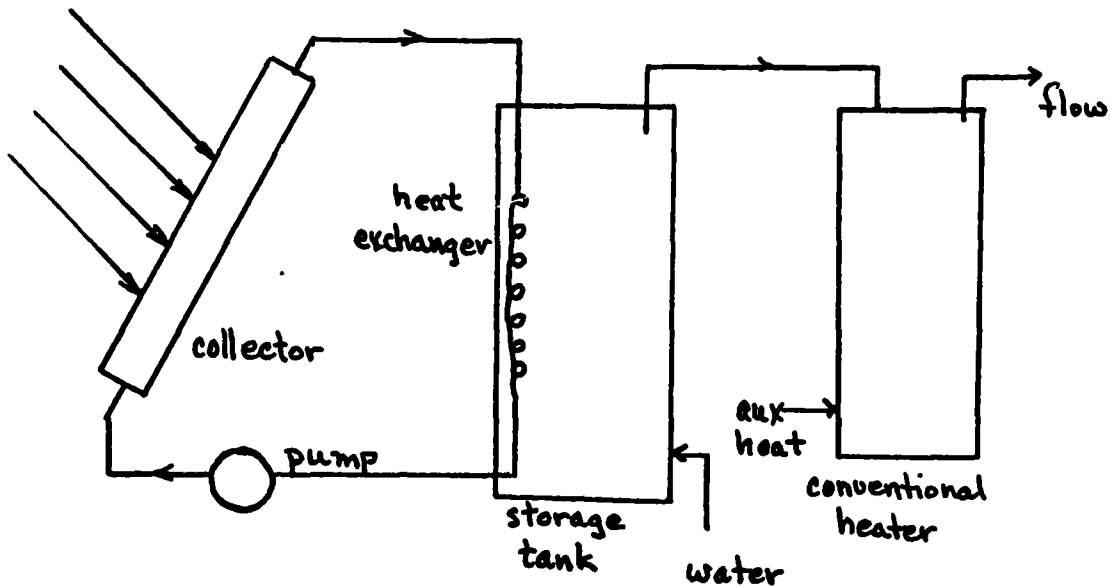 flow
heat
exchanger
collector
aux
heat
pump
conventional
heater
storage
tank
water